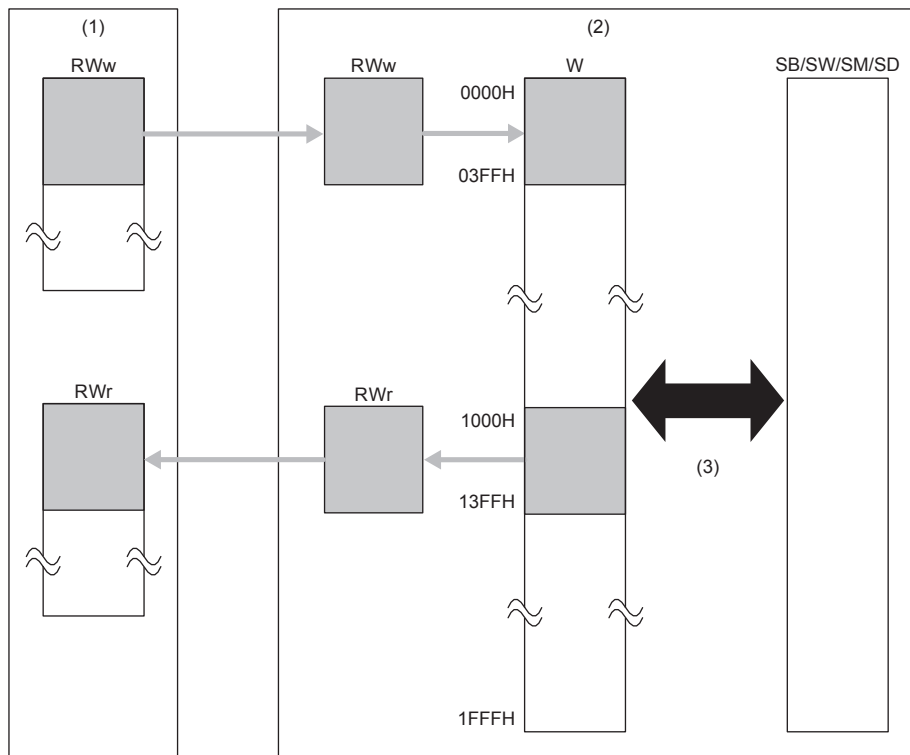 (1)
(2)
RWw
RWw
W
SB/SW/SM/SD
0000H
03FFH
RWr
RWr
1000H
13FFH
(3)
1FFFH